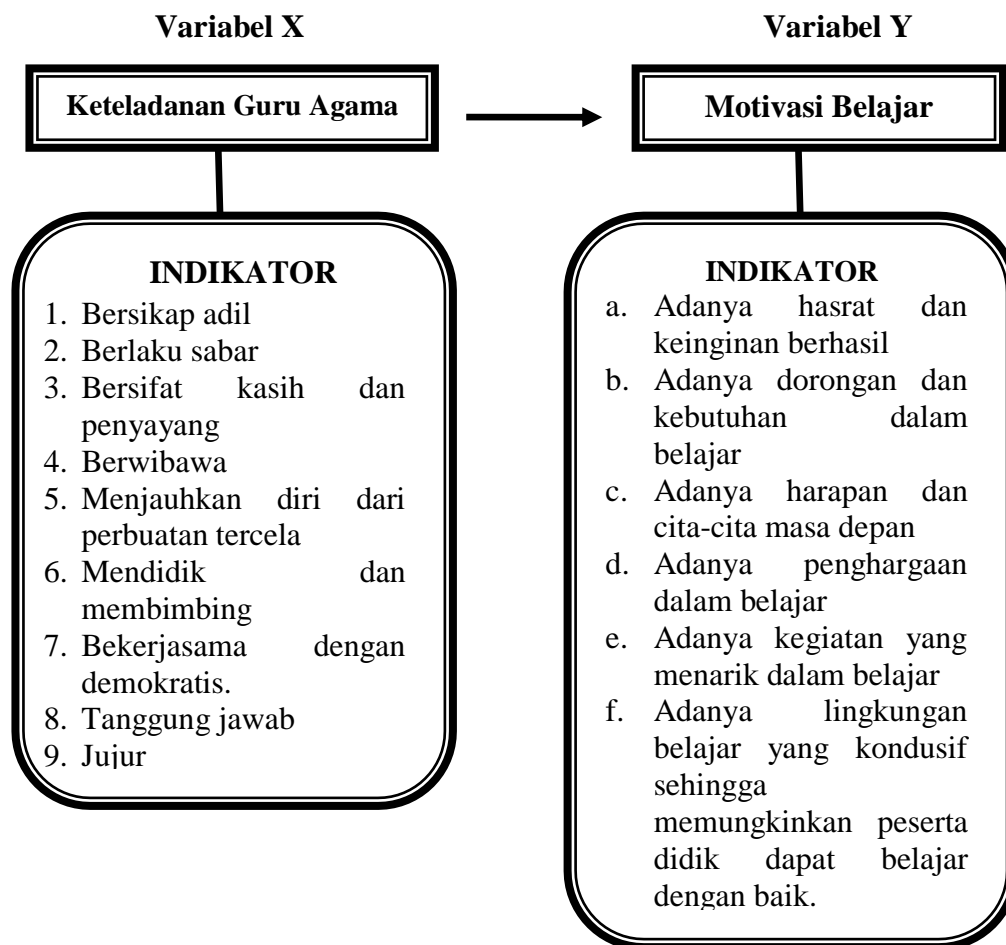 Variabel X
Variabel Y
Keteladanan Guru Agama
Motivasi Belajar
INDIKATOR
1. Bersikap adil
2. Berlaku sabar
3. Bersifat kasih dan
penyayang
4. Berwibawa
5. Menjauhkan diri dari
perbuatan tercela
6. Mendidik dan
membimbing
7. Bekerjasama dengan
demokratis.
8. Tanggung jawab
9. Jujur
INDIKATOR
a. Adanya hasrat dan
keinginan berhasil
b. Adanya dorongan dan
kebutuhan dalam
belajar
c. Adanya harapan dan
cita-cita masa depan
d. Adanya penghargaan
dalam belajar
e. Adanya kegiatan yang
menarik dalam belajar
f. Adanya lingkungan
belajar yang kondusif
sehingga
memungkinkan peserta
didik dapat belajar
dengan baik.